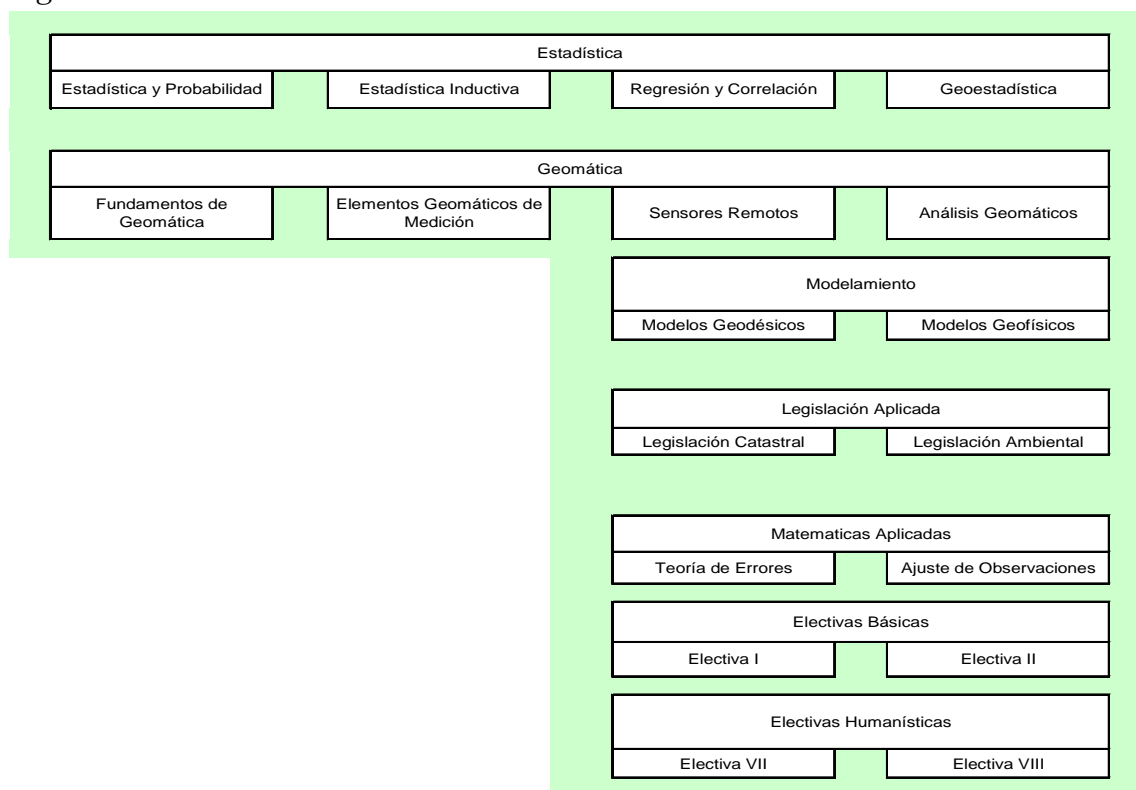 Estadística
Estadística y Probabilidad
Estadística Inductiva
Regresión y Correlación
Geoestadística
Geomática
Fundamentos de
Geomática
Elementos Geomáticos de
Medición
Sensores Remotos
Análisis Geomáticos
Modelamiento
Modelos Geodésicos
Modelos Geofísicos
Legislación Aplicada
Legislación Catastral
Legislación Ambiental
Matematicas Aplicadas
Teoría de Errores
Ajuste de Observaciones
Electivas Básicas
Electiva I
Electiva II
Electivas Humanísticas
Electiva VII
Electiva VIII